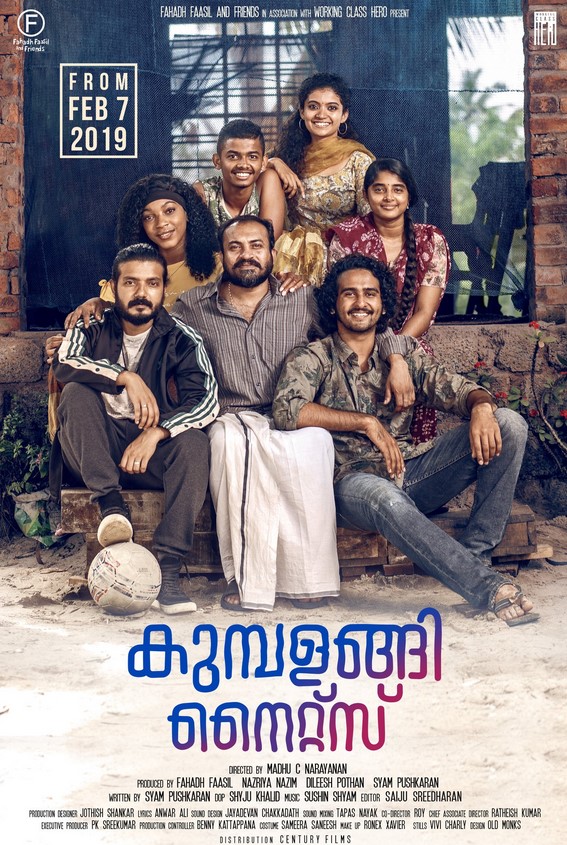 FAHADH FAASIL AND FRIENDS IN ASSOCIATION WITH WORKING CLASS HERO PRESENT
F
Fahadh Faasil
and Friends
WORKING
CLASS
HERO
FROM
FEB 7
2019
കുമ്പളങ്ങി
നൈറ്റ്സ്
DIRECTED BY MADHU C NARAYANAN
PRODUCED BY FAHADH FAASIL NAZRIYA NAZIM DILEESH POTHAN SYAM PUSHKARAN
WRITTEN BY SYAM PUSHKARAN DOP SHYJU KHALID MUSIC SUSHIN SHYAM EDITOR SAIJU SREEDHARAN
PRODUCTION DESIGNER JOTHISH SHANKAR LYRICS ANWAR ALI SOUND DESIGN JAYADEVAN CHAKKADATH SOUND MIXING TAPAS NAYAK CO-DIRECTOR ROY CHIEF ASSOCIATE DIRECTOR RATHEISH KUMAR
EXECUTIVE PRODUCER PK SREEKUMAR PRODUCTION CONTROLLER BENNY KATTAPPANA COSTUME SAMEERA SANEESH MAKE UP RONEX XAVIER STILLS VIVI CHARLY DESIGN OLD MONKS
DISTRIBUTION CENTURY FILMS